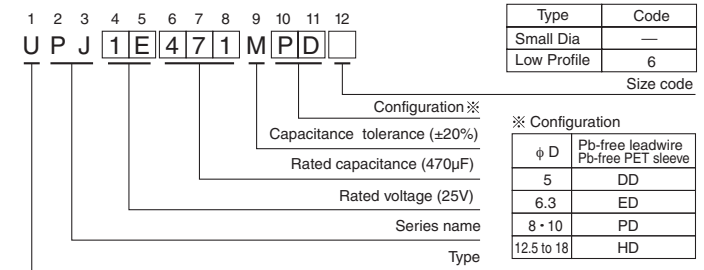 1 2 3 4 5 6 7 8 9 10 11 12
U P J 1 E 4 7 1 M P D
Type Code
Small Dia —
Low Profile 6
Size code
Configuration※
Capacitance tolerance (±20%)
Rated capacitance (470µF)
Rated voltage (25V)
Series name
Type
※ Configuration
ϕ D Pb-free leadwire
Pb-free PET sleeve
5 DD
6.3 ED
8・10 PD
12.5 to 18 HD